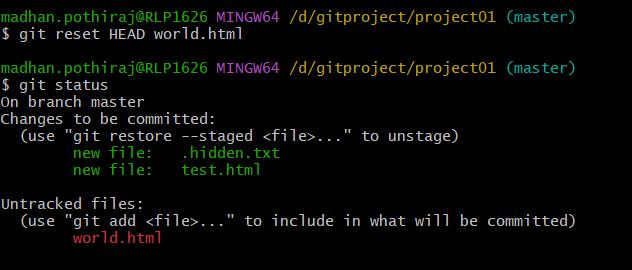 madhan.pothiraj@RLP1626 MINGW64 /d/gitproject/project01 (master)
$ git reset HEAD world.html
madhan.pothiraj@RLP1626 MINGW64 /d/gitproject/project01 (master)
$ git status
On branch master
Changes to be committed:
  (use "git restore --staged <file>..." to unstage)
        new file:   .hidden.txt
        new file:   test.html
Untracked files:
  (use "git add <file>..." to include in what will be committed)
        world.html